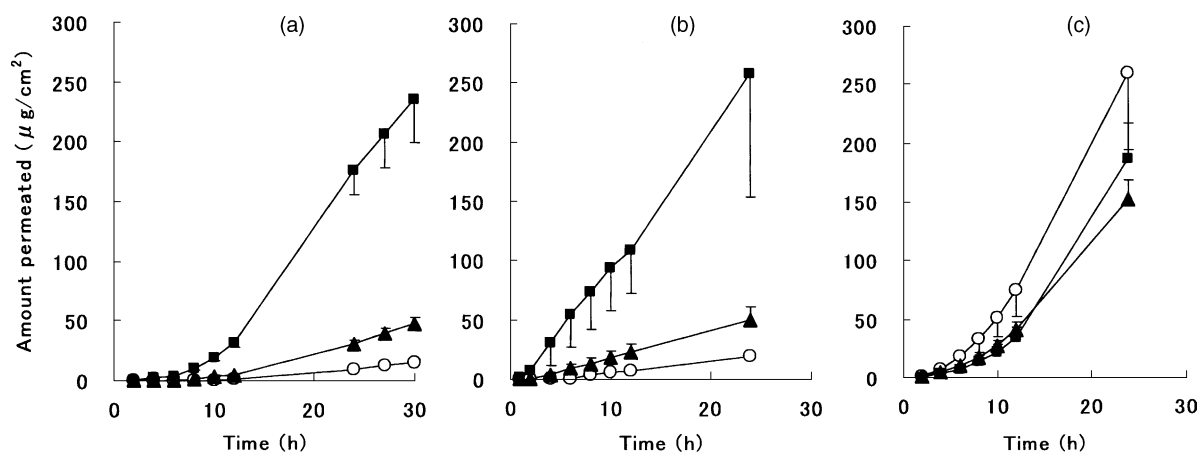 (a) (b) (c)
Amount permeated (μg/cm²)
300 300 300
250 250 250
200 200 200
150 150 150
100 100 100
50 50 50
0 0 0
0 10 20 30 0 10 20 30 0 10 20 30
Time (h) Time (h) Time (h)